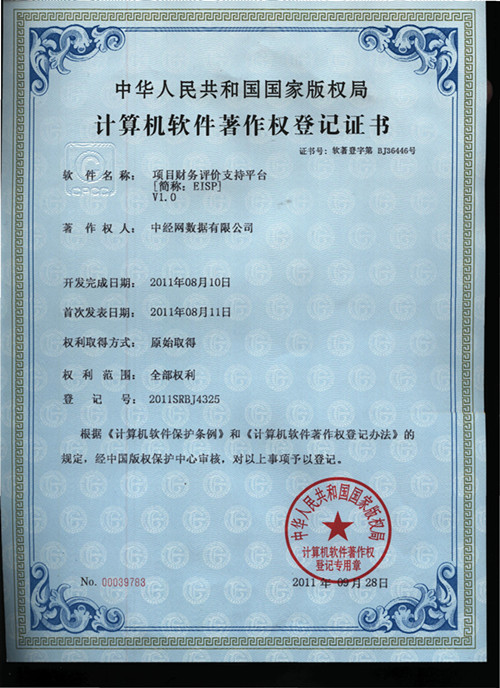 中华人民共和国国家版权局
计算机软件著作权登记证书
证书号: 软著登字第 BJ36446号
CPCC
软件名称: 项目财务评价支持平台
[简称: EISP]
V1.0
著作权人: 中经网数据有限公司
开发完成日期: 2011年08月10日
首次发表日期: 2011年08月11日
权利取得方式: 原始取得
权利范围: 全部权利
登记号: 2011SRBJ4325
根据《计算机软件保护条例》和《计算机软件著作权登记办法》的
规定, 经中国版权保护中心审核, 对以上事项予以登记。
中华人民共和国国家版权局
计算机软件著作权
登记专用章
No. 00039783
2011年09月28日